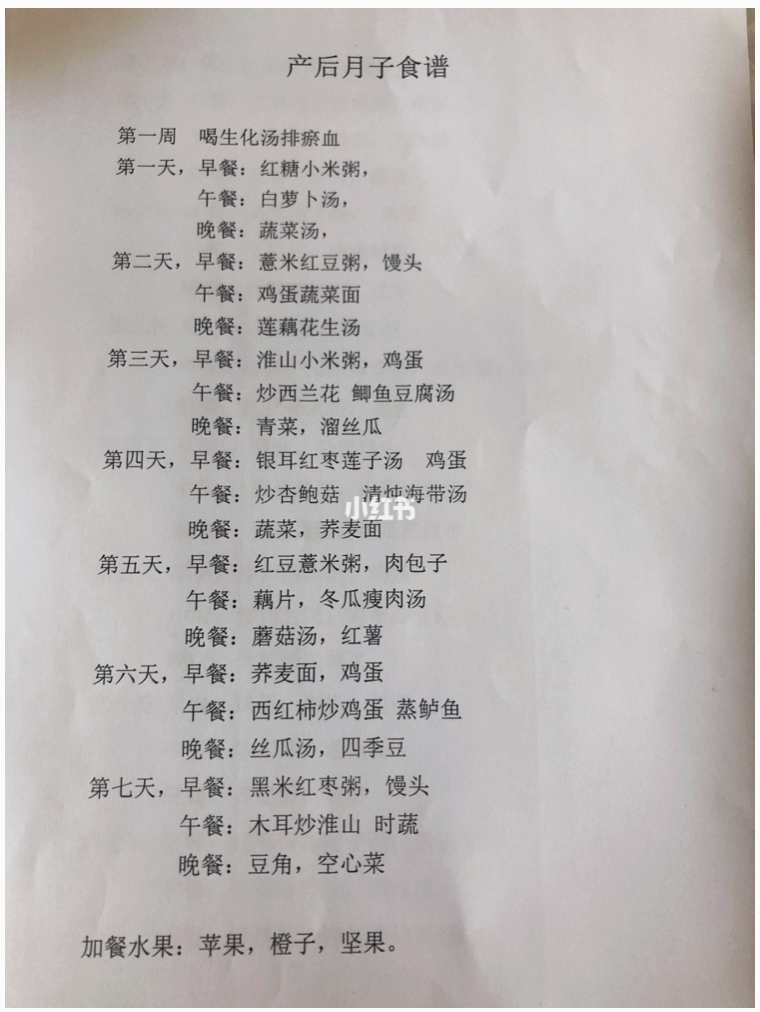 产后月子食谱
第一周 喝生化汤排瘀血
第一天，早餐：红糖小米粥，
午餐：白萝卜汤，
晚餐：蔬菜汤，
第二天，早餐：薏米红豆粥，馒头
午餐：鸡蛋蔬菜面
晚餐：莲藕花生汤
第三天，早餐：淮山小米粥，鸡蛋
午餐：炒西兰花 鲫鱼豆腐汤
晚餐：青菜，溜丝瓜
第四天，早餐：银耳红枣莲子汤 鸡蛋
午餐：炒杏鲍菇 清炖海带汤
小红书
晚餐：蔬菜，荞麦面
第五天，早餐：红豆薏米粥，肉包子
午餐：藕片，冬瓜瘦肉汤
晚餐：蘑菇汤，红薯
第六天，早餐：荞麦面，鸡蛋
午餐：西红柿炒鸡蛋 蒸鲈鱼
晚餐：丝瓜汤，四季豆
第七天，早餐：黑米红枣粥，馒头
午餐：木耳炒淮山 时蔬
晚餐：豆角，空心菜
加餐水果：苹果，橙子，坚果。